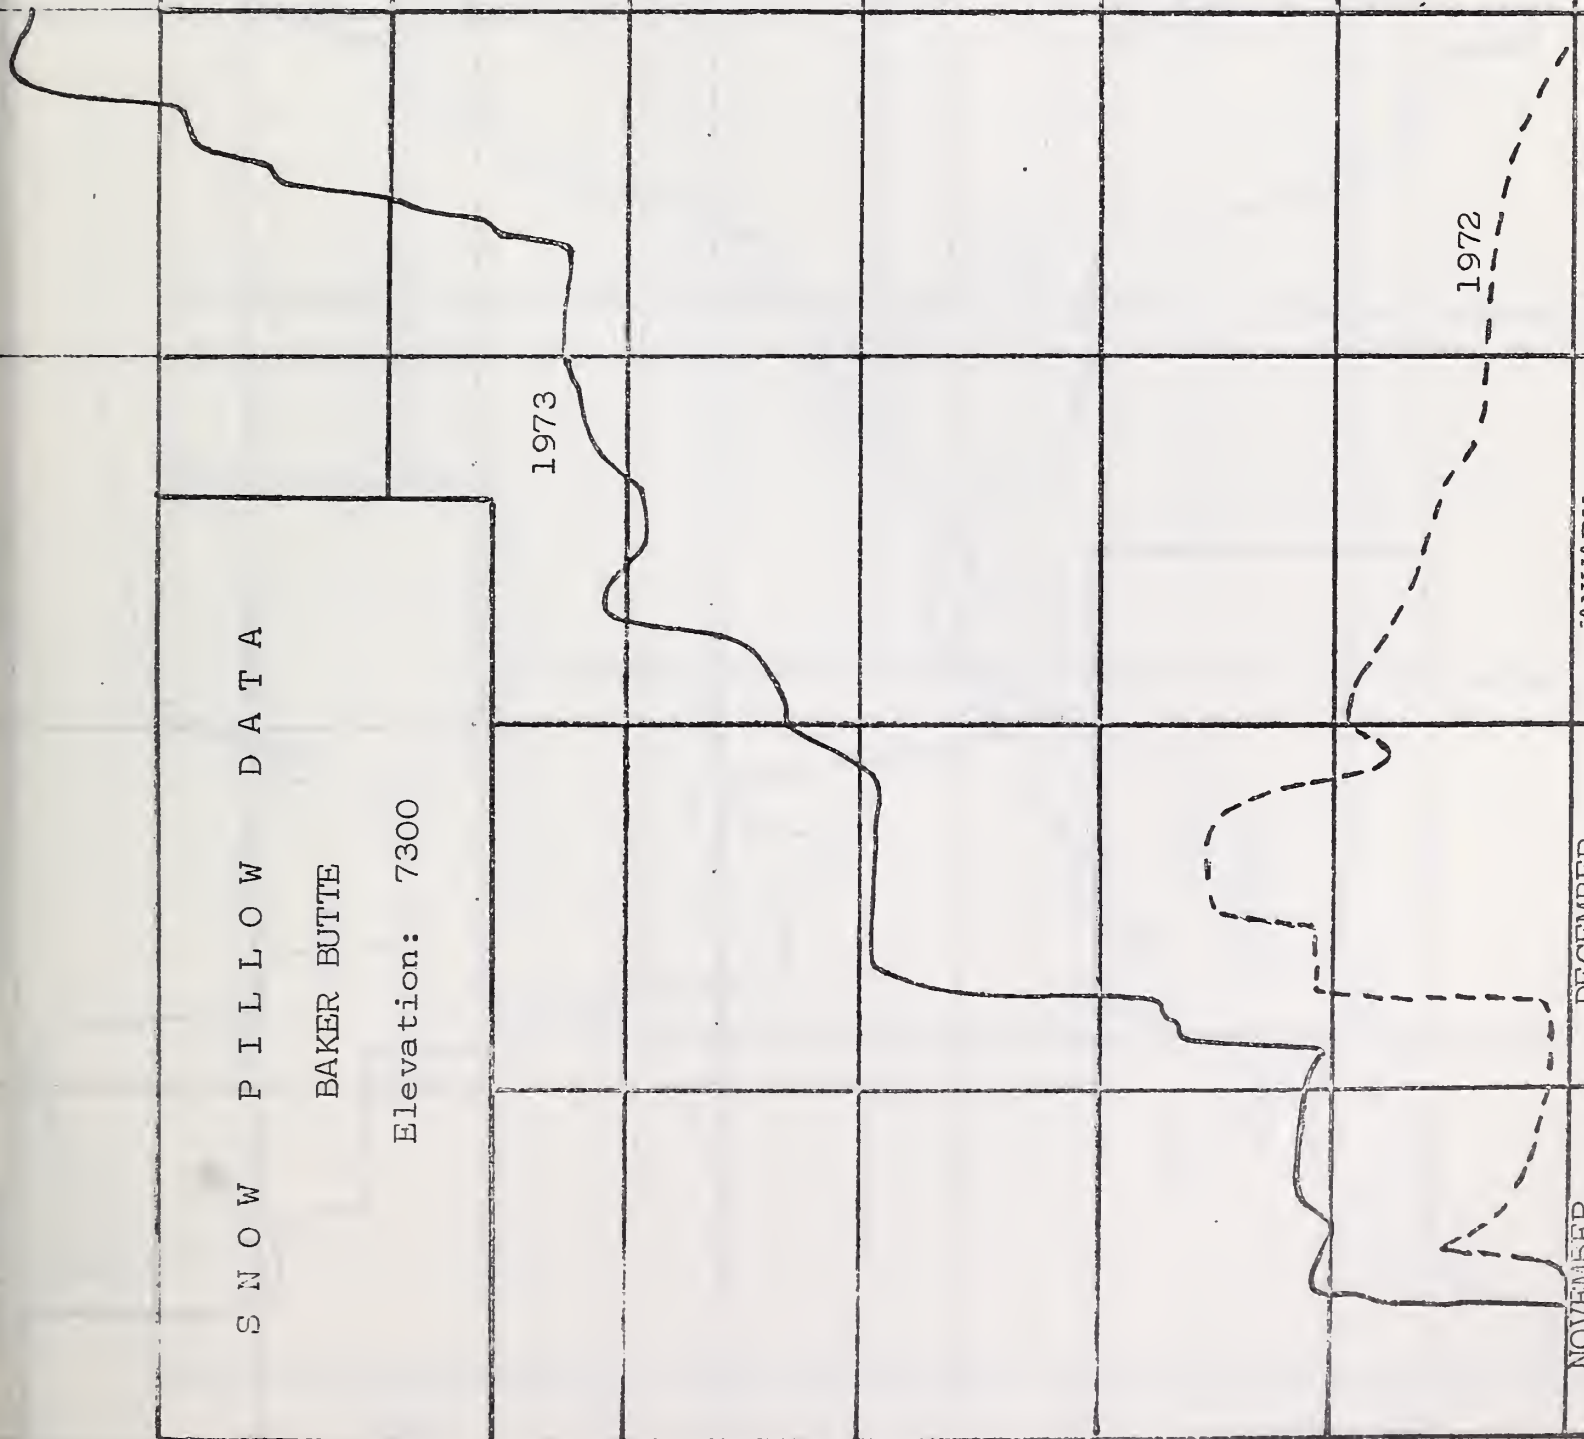 SNOW PILLOW DATA
BAKER BUTTE
Elevation: 7300
1973
1972
NOVEMBER
DECEMBER